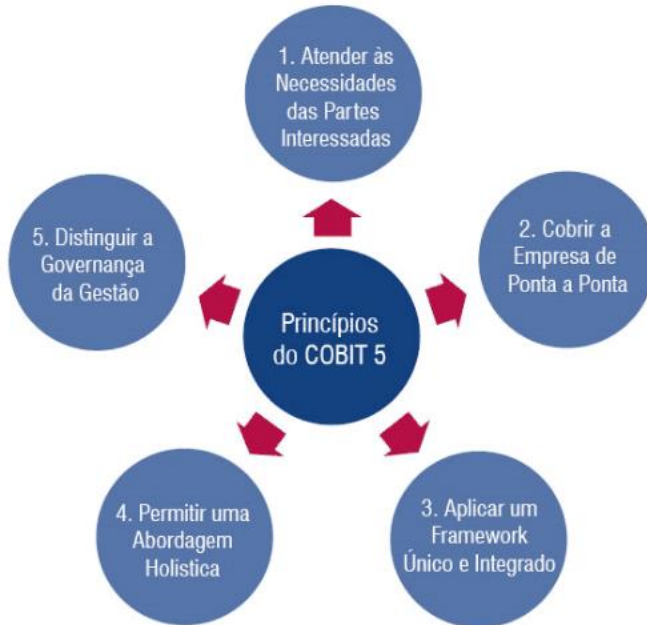 1. Atender às
Necessidades
das Partes
Interessadas
5. Distinguir a
Governança
da Gestão
2. Cobrir a
Empresa de
Ponta a Ponta
Princípios
do COBIT 5
4. Permitir uma
Abordagem
Holística
3. Aplicar um
Framework
Único e Integrado